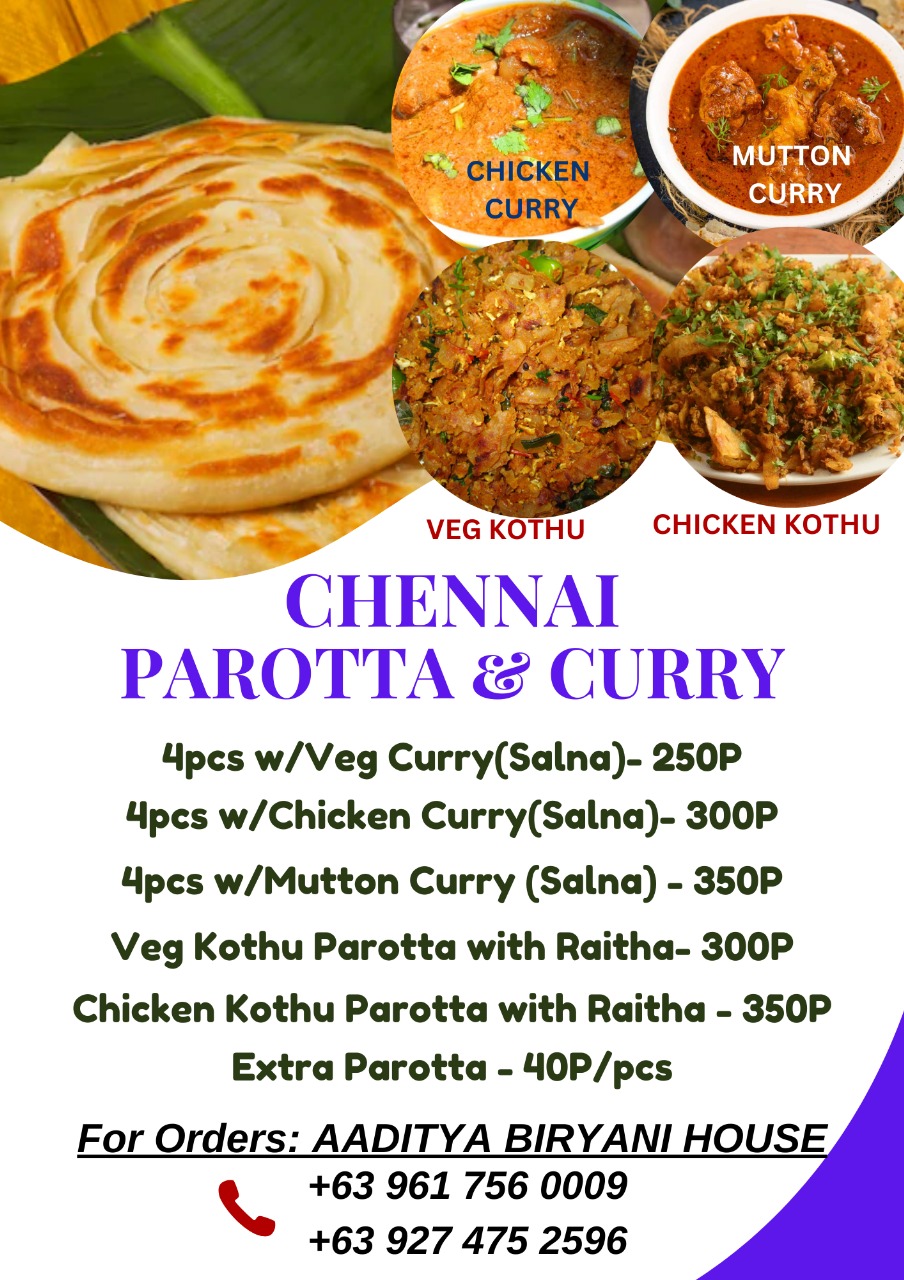 CHICKEN
CURRY
MUTTON
CURRY
VEG KOTHU
CHICKEN KOTHU
CHENNAI
PAROTTA & CURRY
4pcs w/Veg Curry(Salna)- 250P
4pcs w/Chicken Curry(Salna)- 300P
4pcs w/Mutton Curry (Salna) - 350P
Veg Kothu Parotta with Raitha- 300P
Chicken Kothu Parotta with Raitha - 350P
Extra Parotta - 40P/pcs
For Orders: AADITYA BIRYANI HOUSE
+63 961 756 0009
+63 927 475 2596